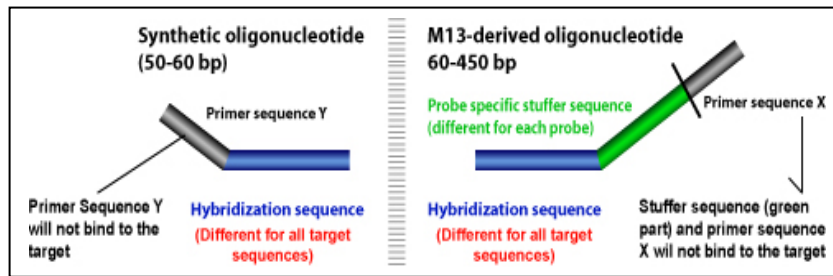 Synthetic oligonucleotide
(50-60 bp)
Primer sequence Y
Primer Sequence Y
will not bind to the
target
Hybridization sequence
(Different for all target
sequences)
M13-derived oligonucleotide
60-450 bp
Probe specific stuffer sequence
(different for each probe)
Primer sequence X
Hybridization sequence
(Different for all target
sequences)
Stuffer sequence (green
part) and primer sequence
X wil not bind to the target